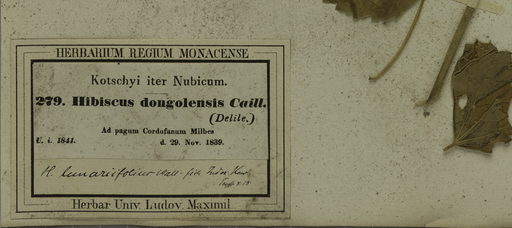 HERBARIUM REGIUM MONACENSE
Kotschyi iter Nubicum.
279. Hibiscus dongolensis Caill.
(Delile.)
Ad pagum Cordofanum Milbes
U. i. 1841. d. 29. Nov. 1839.
H. lunariifolius Wall.
Herbar Univ. Ludov. Maximil.